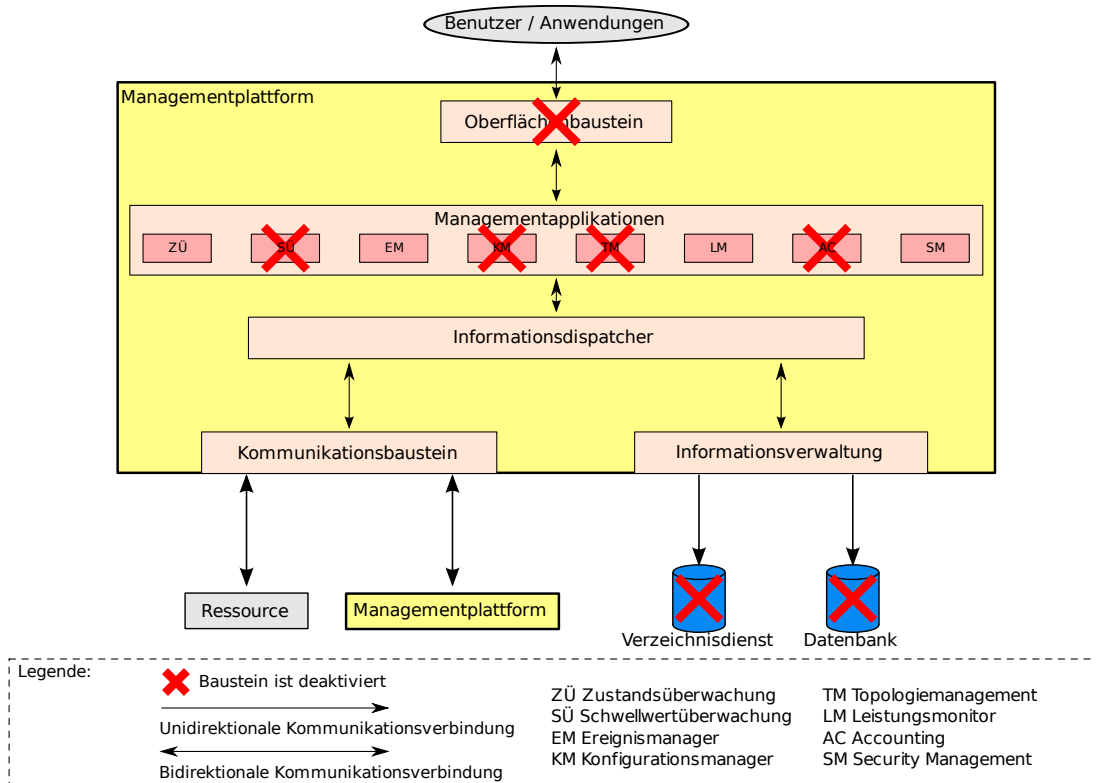 Benutzer / Anwendungen
Managementplattform
Oberflächenbaustein
Managementapplikationen
ZÜ SÜ EM KM TM LM AC SM
Informationsdispatcher
Kommunikationsbaustein Informationsverwaltung
Ressource Managementplattform
Verzeichnisdienst Datenbank
Legende:
Baustein ist deaktiviert
Unidirektionale Kommunikationsverbindung
Bidirektionale Kommunikationsverbindung
ZÜ Zustandsüberwachung
SÜ Schwellwertüberwachung
EM Ereignismanager
KM Konfigurationsmanager
TM Topologiemanagement
LM Leistungsmonitor
AC Accounting
SM Security Management